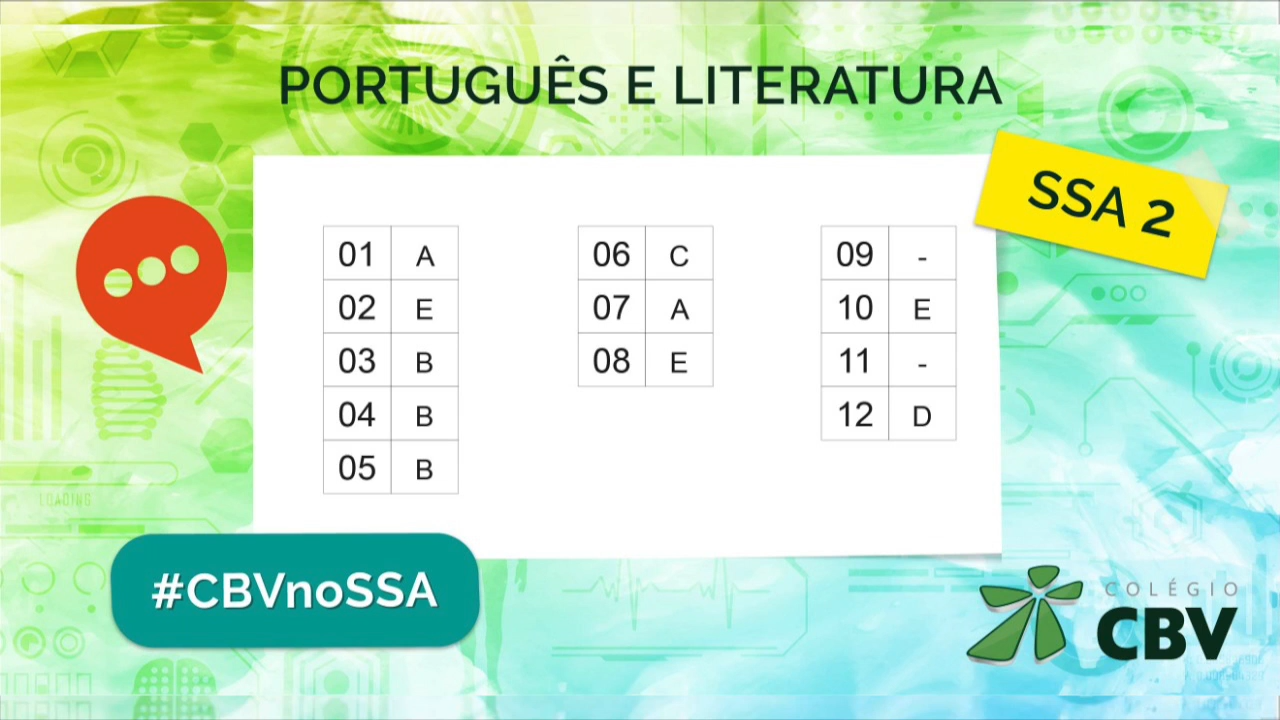 PORTUGUÊS E LITERATURA
SSA 2
01 A
02 E
03 B
04 B
05 B
06 C
07 A
08 E
09 -
10 E
11 -
12 D
LOADING
#CBVnoSSA
COLÉGIO
CBV